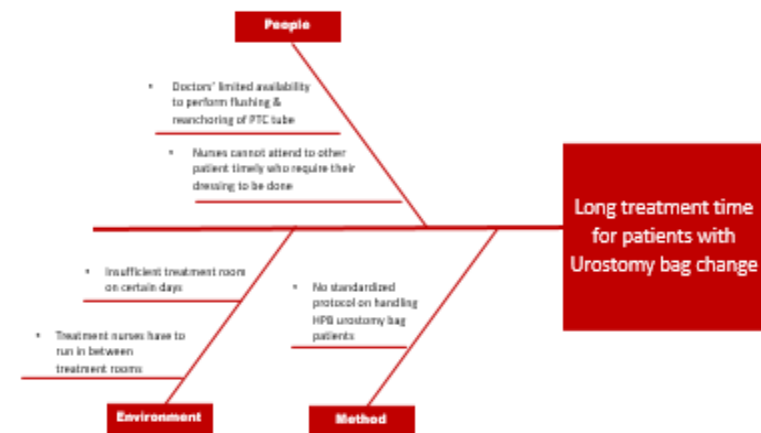 People
• Doctors' limited availability
to perform flushing &
reanchoring of PTC tube
• Nurses cannot attend to other
patient timely who require their
dressing to be done
Long treatment time
for patients with
Urostomy bag change
• Insufficient treatment room
on certain days
• Treatment nurses have to
run in between
treatment rooms
• No standardized
protocol on handling
HPB urostomy bag
patients
Environment
Method